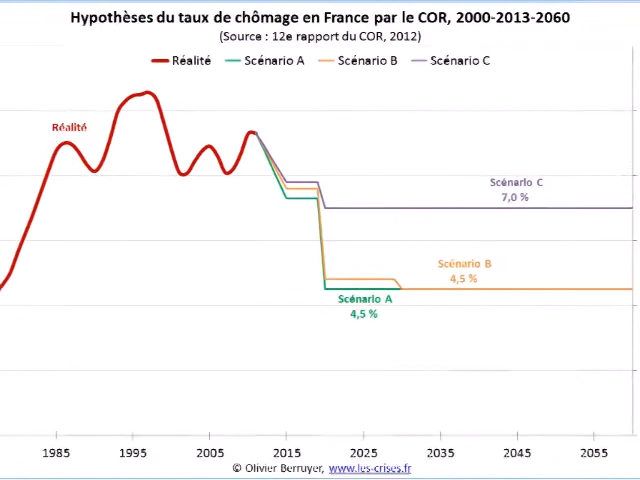 Hypothèses du taux de chômage en France par le COR, 2000-2013-2060
(Source : 12e rapport du COR, 2012)
Réalité Scénario A Scénario B Scénario C
Réalité
Scénario C
7,0 %
Scénario B
4,5 %
Scénario A
4,5 %
1985 1995 2005 2015 2025 2035 2045 2055
© Olivier Berruyer, www.les-crises.fr